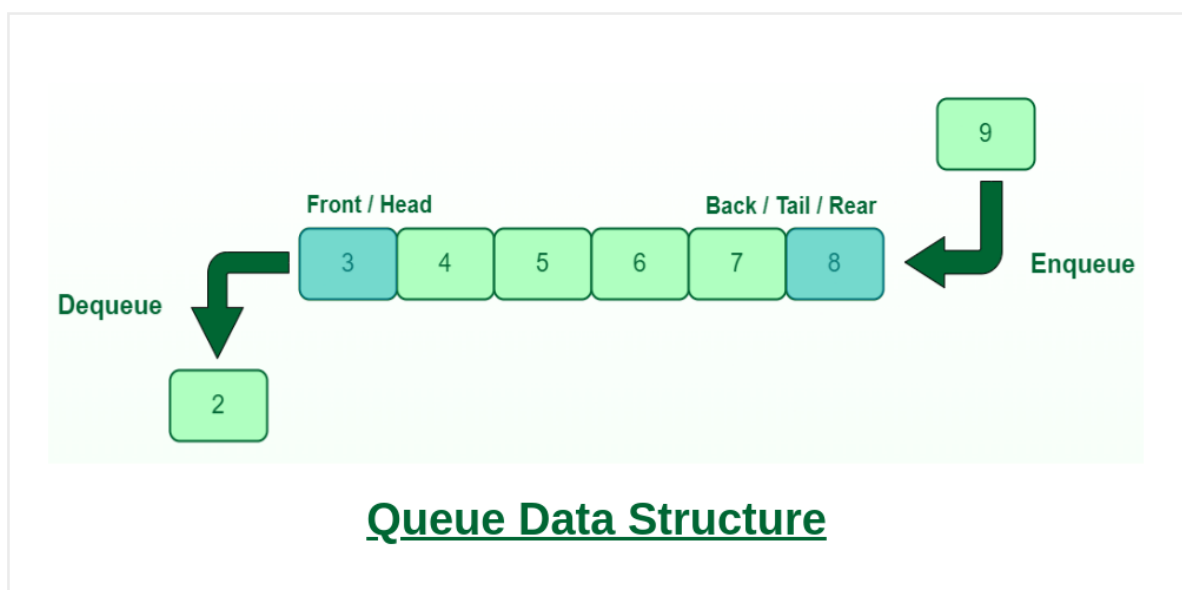 9
Front / Head
Back / Tail / Rear
3 4 5 6 7 8
Enqueue
Dequeue
2
Queue Data Structure